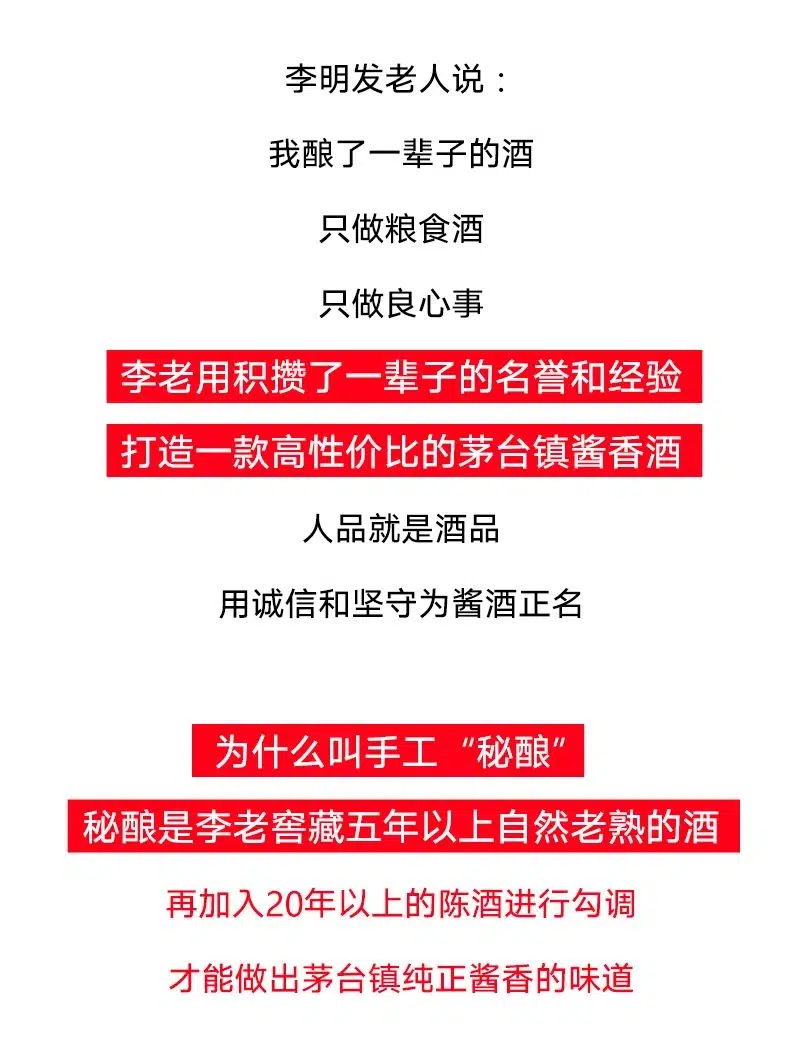 李明发老人说：
我酿了一辈子的酒
只做粮食酒
只做良心事
李老用积攒了一辈子的名誉和经验
打造一款高性价比的茅台镇酱香酒
人品就是酒品
用诚信和坚守为酱酒正名
为什么叫手工“秘酿”
秘酿是李老窖藏五年以上自然老熟的酒
再加入20年以上的陈酒进行勾调
才能做出茅台镇纯正酱香的味道